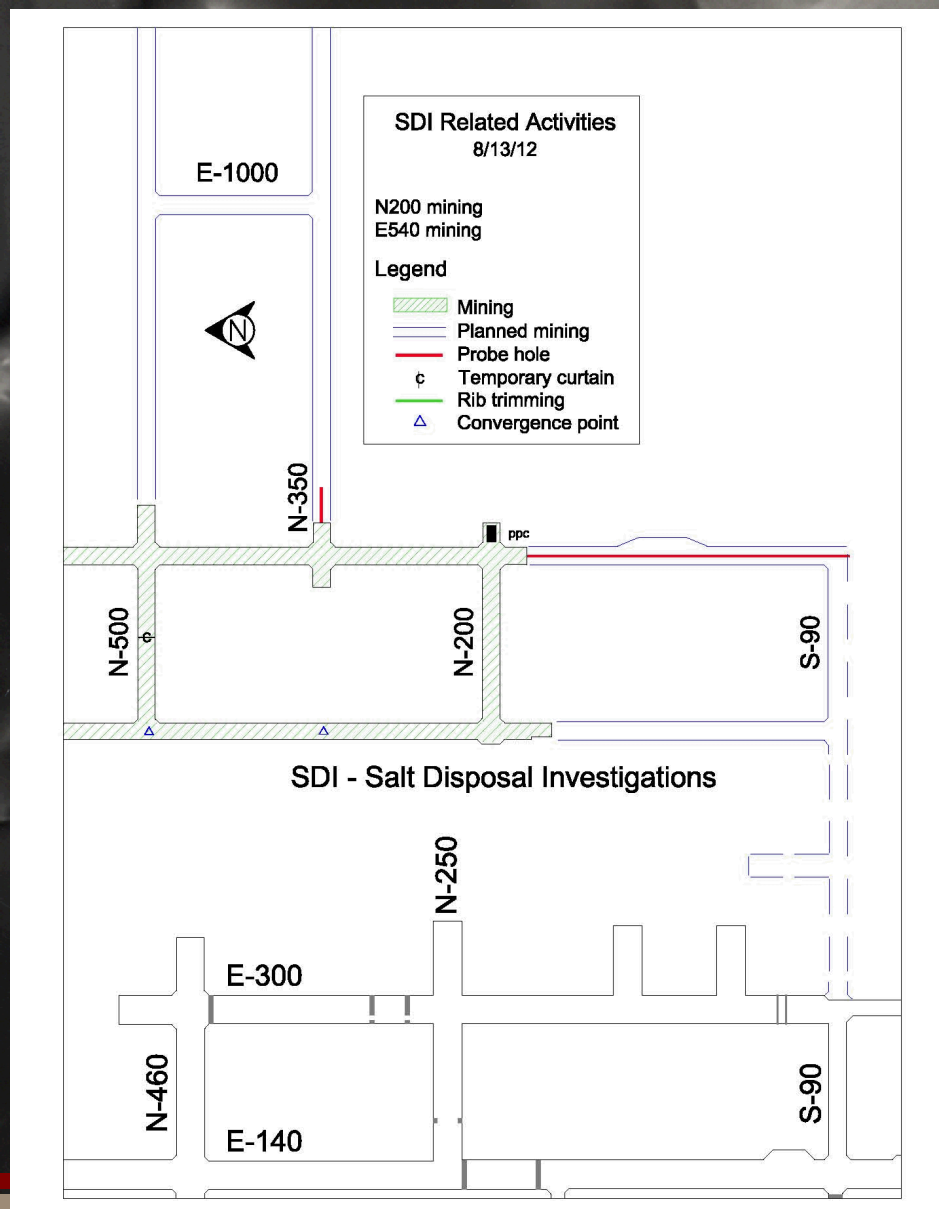 SDI Related Activities
8/13/12
N200 mining
E540 mining
Legend
Mining
Planned mining
Probe hole
¢ Temporary curtain
Rib trimming
Convergence point
E-1000
N
N-350
ppc
N-500
¢
N-200
S-90
SDI - Salt Disposal Investigations
N-250
E-300
N-460
S-90
E-140